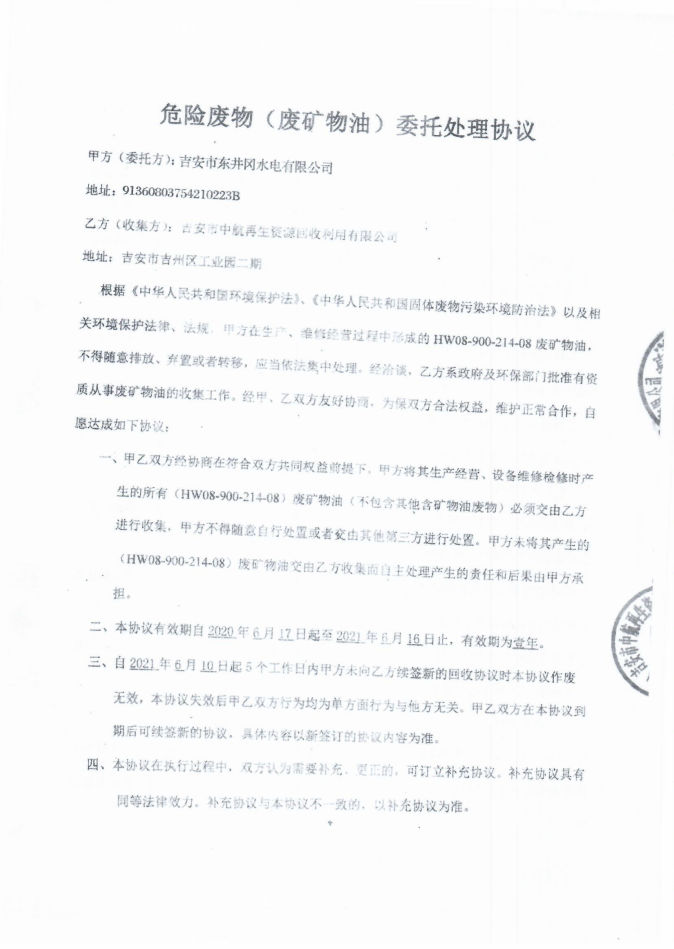 危险废物（废矿物油）委托处理协议
甲方（委托方）：吉安市东井冈水电有限公司
地址：91360803754210223B
乙方（收集方）：吉安市中航再生资源回收利用有限公司
地址：吉安市吉州区工业园二期
根据《中华人民共和国环境保护法》、《中华人民共和国固体废物污染环境防治法》以及相
关环境保护法律、法规，甲方在生产、维修经营过程中形成的 HW08-900-214-08 废矿物油，
不得随意排放、弃置或者转移，应当依法集中处理。经洽谈，乙方系政府及环保部门批准有资
质从事废矿物油的收集工作。经甲、乙双方友好协商，为保双方合法权益，维护正常合作，自
愿达成如下协议：
一、甲乙双方经协商在符合双方共同权益前提下，甲方将其生产经营、设备维修检修时产
生的所有（HW08-900-214-08）废矿物油（不包含其他含矿物油废物）必须交由乙方
进行收集，甲方不得随意自行处置或者交由其他第三方进行处置。甲方未将其产生的
（HW08-900-214-08）废矿物油交由乙方收集而自主处理产生的责任和后果由甲方承
担。
二、本协议有效期自 2020 年 6 月 17 日起至 2021 年 6 月 16 日止，有效期为壹年。
三、自 2021 年 6 月 10 日起 5 个工作日内甲方未向乙方续签新的回收协议时本协议作废
无效，本协议失效后甲乙双方行为均为单方面行为与他方无关。甲乙双方在本协议到
期后可续签新的协议，具体内容以新签订的协议内容为准。
四、本协议在执行过程中，双方认为需要补充、更正的，可订立补充协议。补充协议具有
同等法律效力。补充协议与本协议不一致的，以补充协议为准。
吉安市中航再生